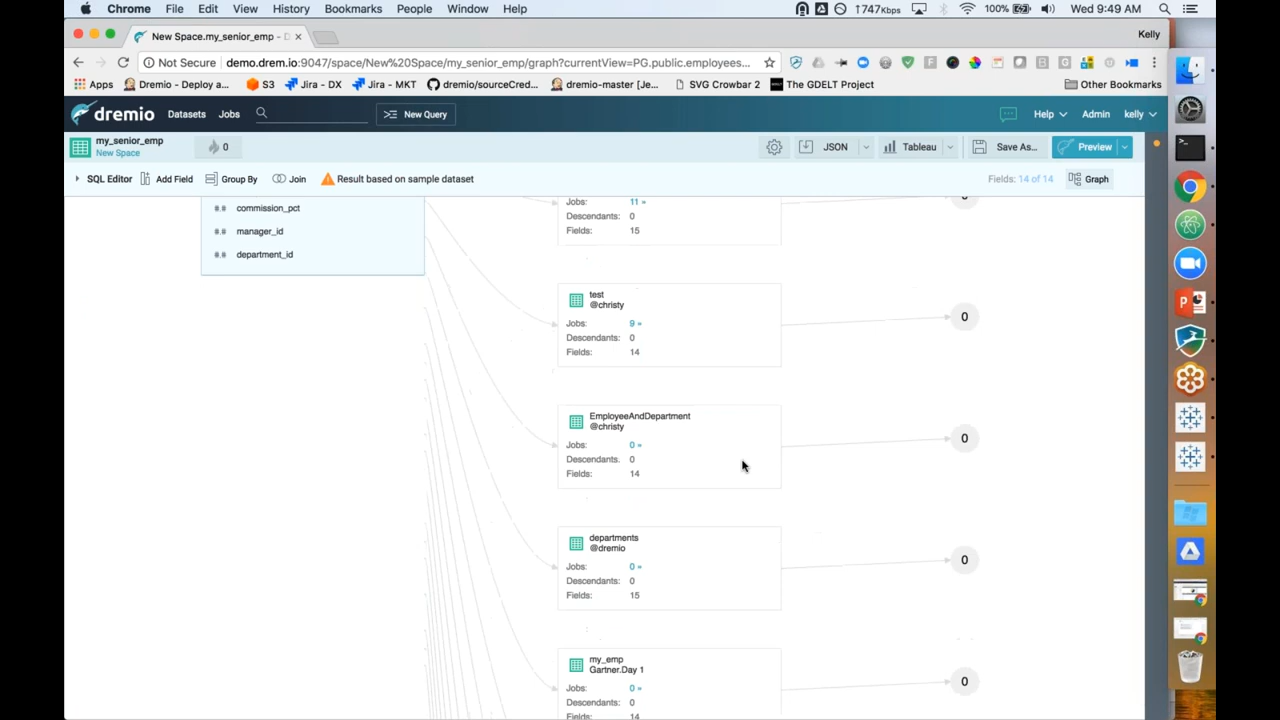 Chrome File Edit View History Bookmarks People Window Help 1747Kbps 100% Wed 9:49 AM
New Space.my_senior_emp - D Kelly
Not Secure demo.drem.io:9047/space/New%20Space/my_senior_emp/graph?currentView=PG.public.employees...
Apps Dremio - Deploy a... S3 Jira - DX Jira - MKT dremio/sourceCred... dremio-master [Je... SVG Crowbar 2 The GDELT Project Other Bookmarks
dremio Datasets Jobs New Query Help Admin kelly
my_senior_emp
New Space
0 JSON Tableau Save As... Preview
SQL Editor Add Field Group By Join Result based on sample dataset Fields: 14 of 14 Graph
#.# commission_pct
#.# manager_id
#.# department_id
Jobs: 11 »
Descendants: 0
Fields: 15
test
@christy
Jobs: 9 »
Descendants: 0
Fields: 14
0
EmployeeAndDepartment
@christy
Jobs: 0 »
Descendants: 0
Fields: 14
0
departments
@dremio
Jobs: 0 »
Descendants: 0
Fields: 15
0
my_emp
Gartner.Day 1
Jobs: 0 »
Descendants: 0
Fields: 14
0